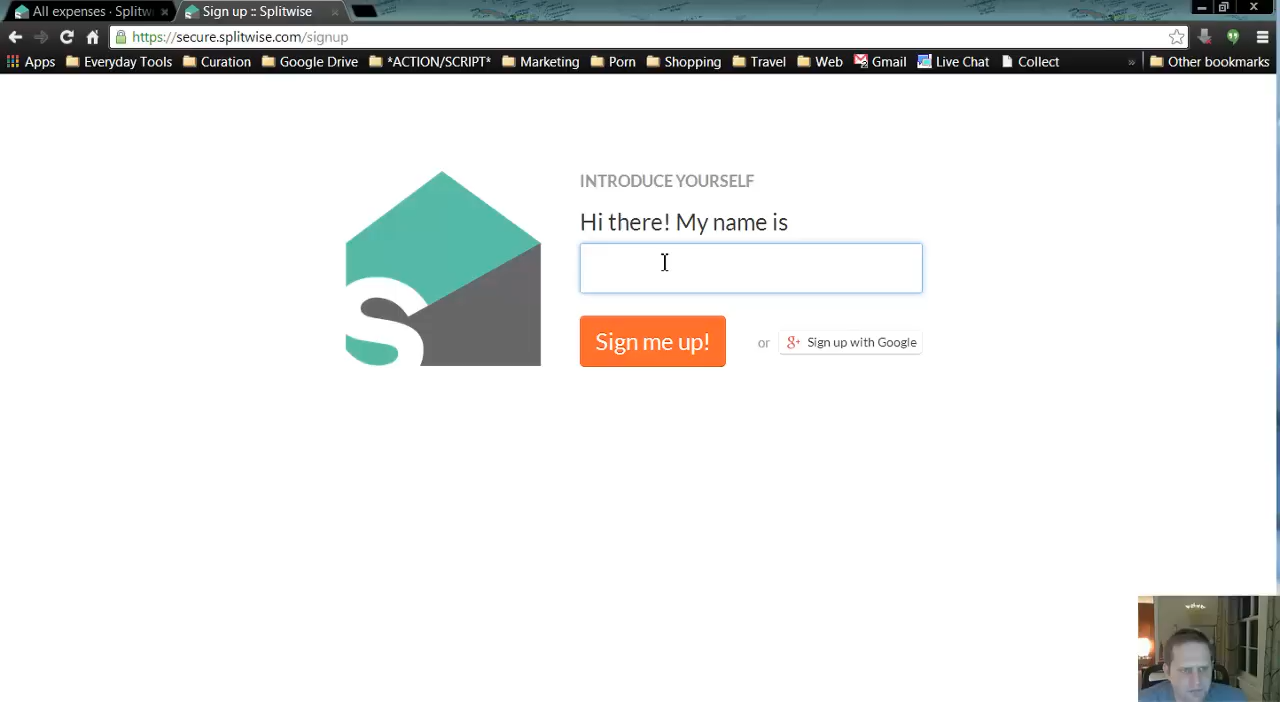 All expenses · Splitwi
Sign up :: Splitwise
https://secure.splitwise.com/signup
Apps Everyday Tools Curation Google Drive *ACTION/SCRIPT* Marketing Porn Shopping Travel Web Gmail Live Chat Collect » Other bookmarks
INTRODUCE YOURSELF
Hi there! My name is
S
Sign me up! or g+ Sign up with Google